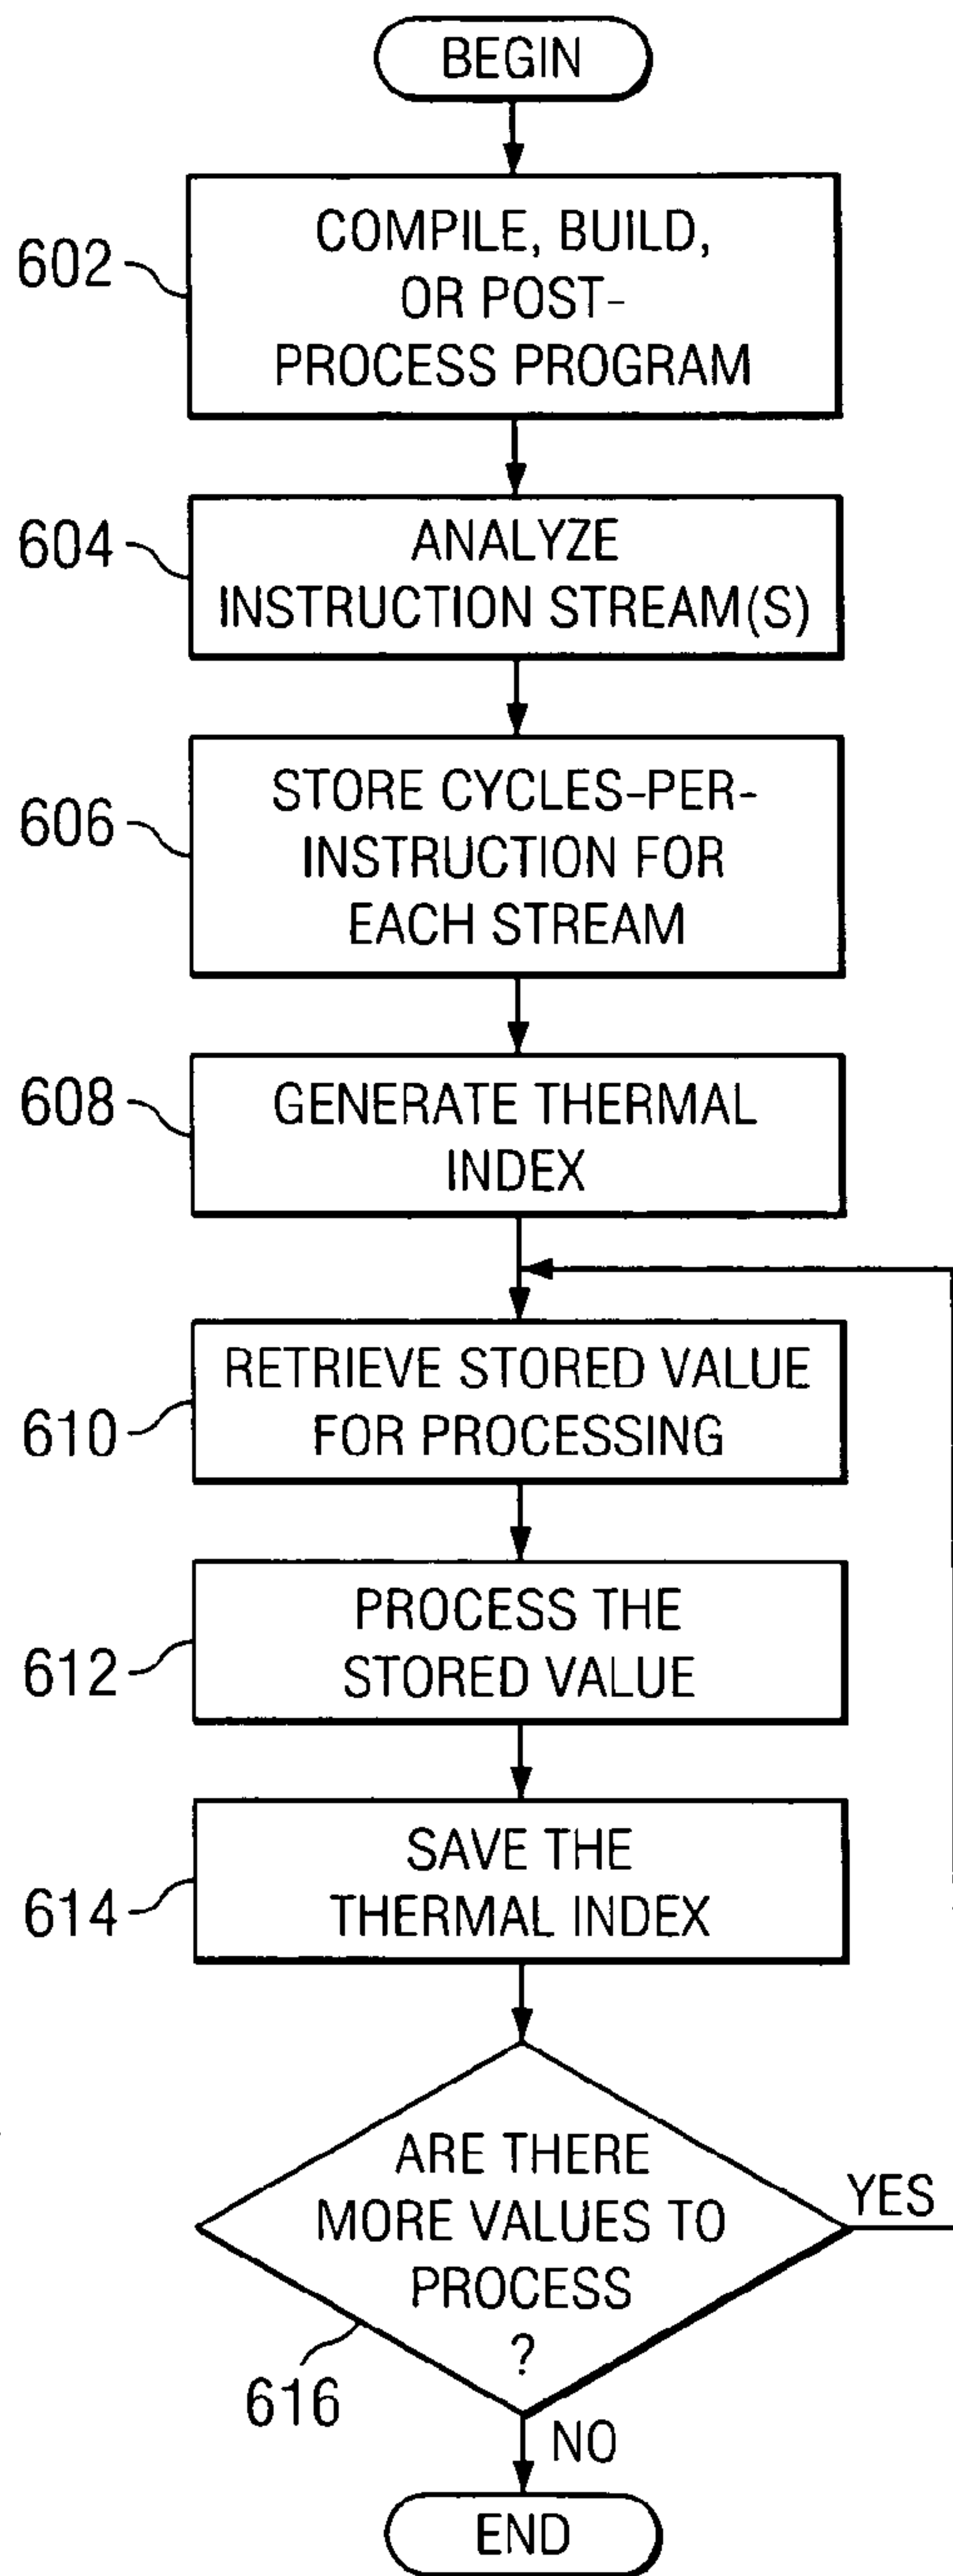 BEGIN
602
COMPILE, BUILD,
OR POST-
PROCESS PROGRAM
604
ANALYZE
INSTRUCTION STREAM(S)
606
STORE CYCLES-PER-
INSTRUCTION FOR
EACH STREAM
608
GENERATE THERMAL
INDEX
610
RETRIEVE STORED VALUE
FOR PROCESSING
612
PROCESS THE
STORED VALUE
614
SAVE THE
THERMAL INDEX
616
ARE THERE
MORE VALUES TO
PROCESS
?
YES
NO
END